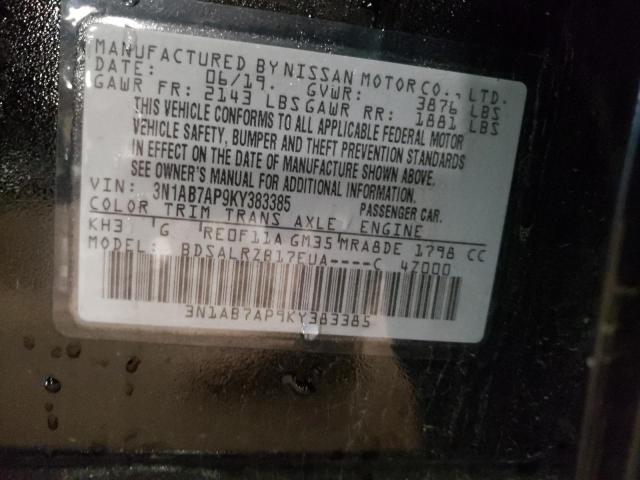 MANUFACTURED BY NISSAN MOTOR CO., LTD.
DATE: 06/19. GVWR: 3876 LBS
GAWR FR: 2143 LBS GAWR RR: 1881 LBS
THIS VEHICLE CONFORMS TO ALL APPLICABLE FEDERAL MOTOR
VEHICLE SAFETY, BUMPER AND THEFT PREVENTION STANDARDS
IN EFFECT ON THE DATE OF MANUFACTURE SHOWN ABOVE.
SEE OWNER'S MANUAL FOR ADDITIONAL INFORMATION.
VIN: 3N1AB7AP9KY383385 PASSENGER CAR.
COLOR TRIM TRANS AXLE ENGINE
KH3 G RE0F11A GM35 MRA8DE 1798 CC
MODEL: BDSALRZB17EUA----C 47000
3N1AB7AP9KY383385